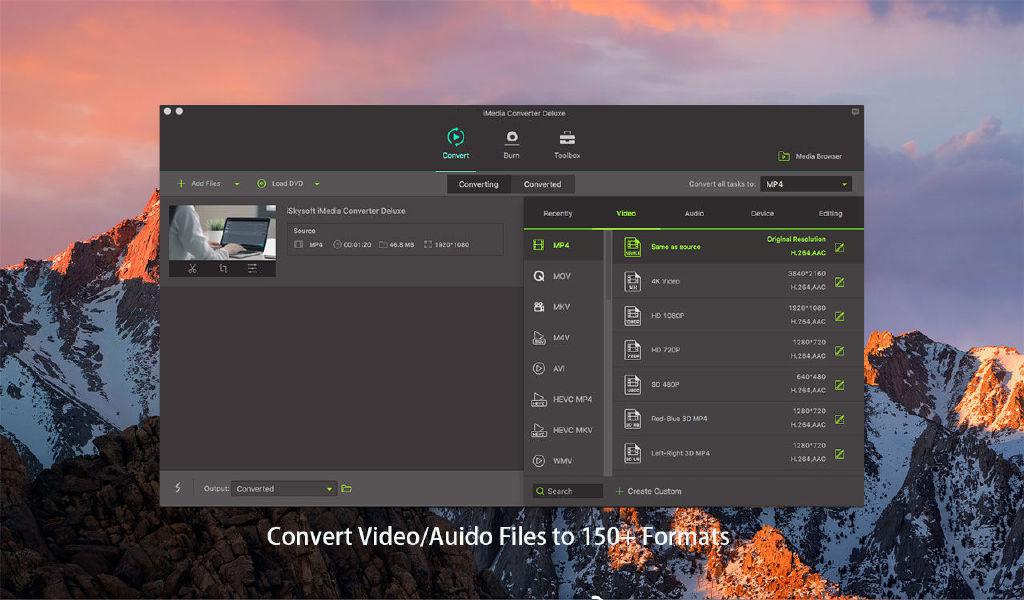 iMedia Converter Deluxe
Convert Burn Toolbox
Media Browser
Add Files Load DVD
Converting Converted
Convert all tasks to: MP4
iSkysoft iMedia Converter Deluxe
Source
MP4 00:01:20 46.8 MB 1920*1080
Recently Video Audio Device Editing
MP4
MOV
MKV
M4V
AVI
HEVC MP4
HEVC MKV
WMV
Same as source Original Resolution
H.264,AAC
4K Video 3840*2160
H.264,AAC
HD 1080P 1920*1080
H.264,AAC
HD 720P 1280*720
H.264,AAC
SD 480P 640*480
H.264,AAC
Red-Blue 3D MP4 1280*720
H.264,AAC
Left-Right 3D MP4 1280*720
H.264,AAC
Search
Create Custom
Output: Converted
Convert Video/Auido Files to 150+ Formats